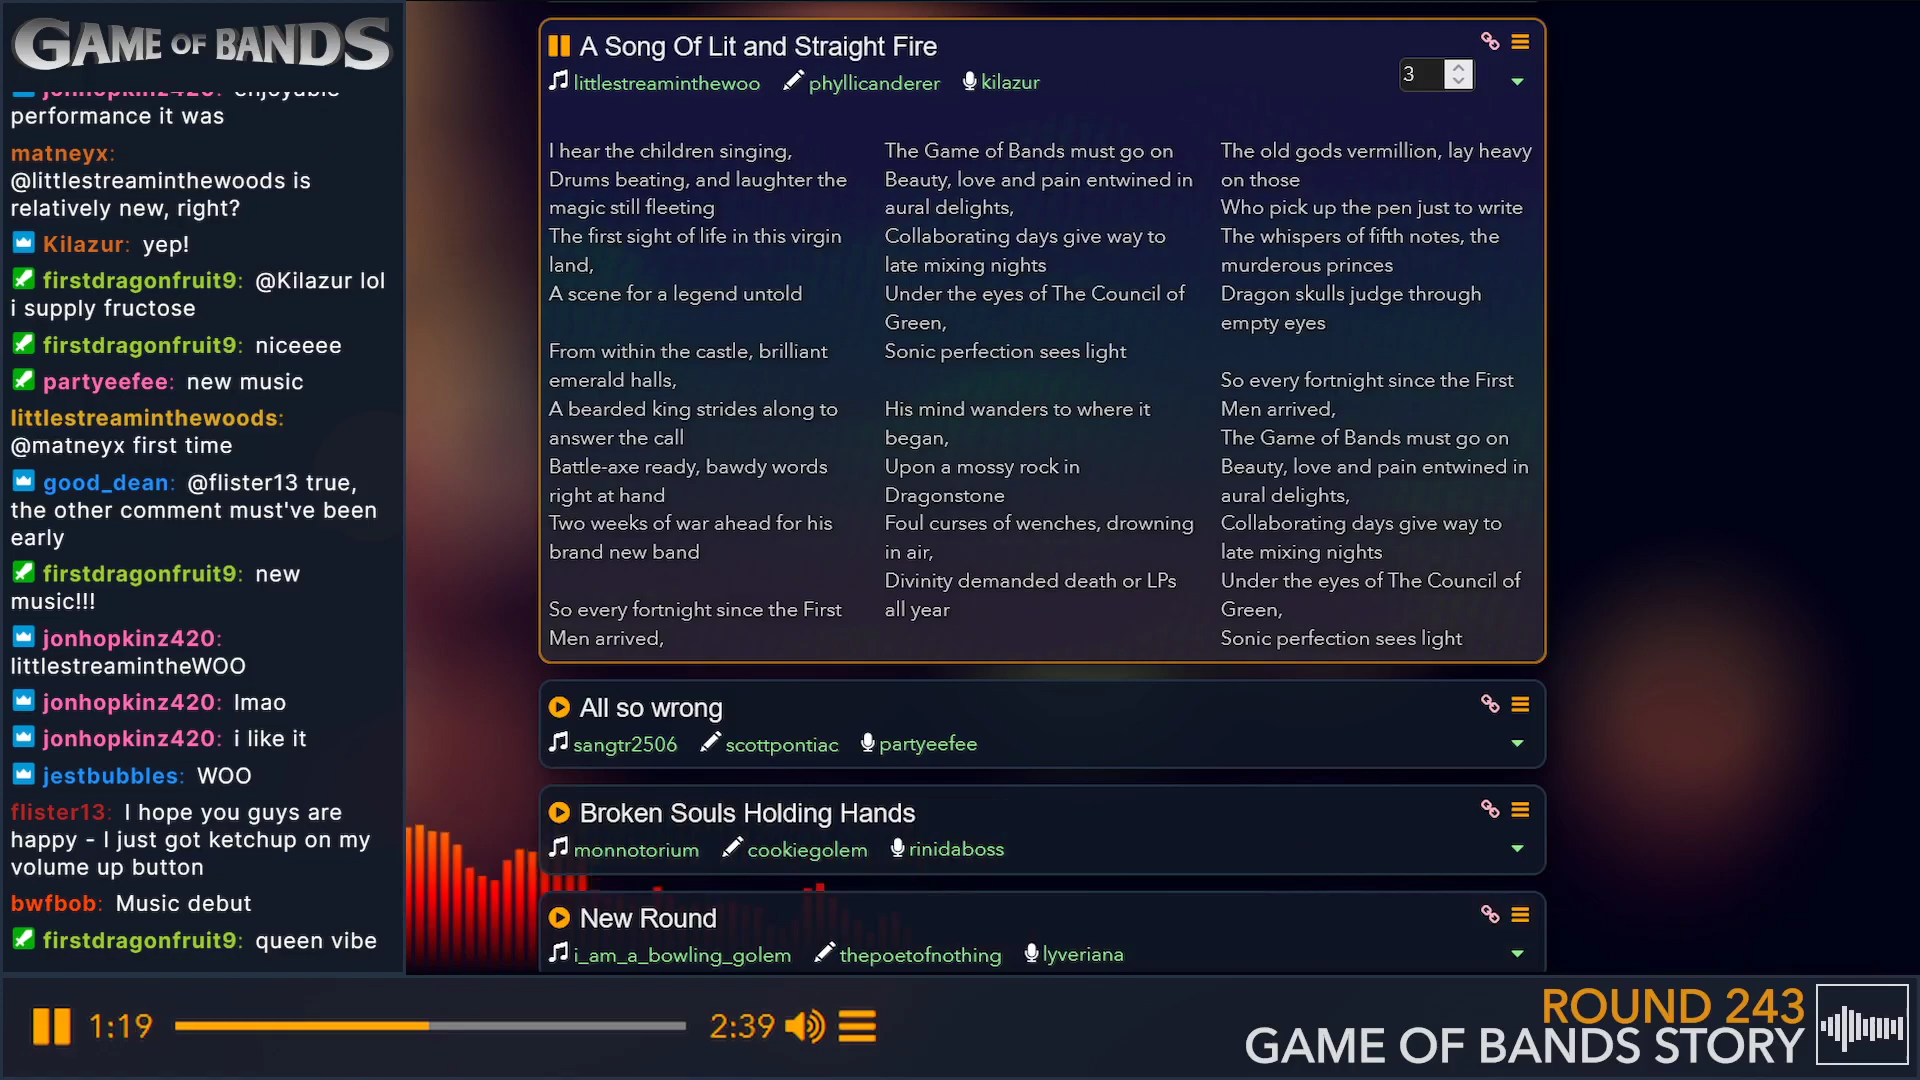 GAME OF BANDS
jonhopkinz420: enjoyable
performance it was
matneyx:
@littlestreaminthewoods is
relatively new, right?
Kilazur: yep!
firstdragonfruit9: @Kilazur lol
i supply fructose
firstdragonfruit9: niceeee
partyeefee: new music
littlestreaminthewoods:
@matneyx first time
good_dean: @flister13 true,
the other comment must've been
early
firstdragonfruit9: new
music!!!
jonhopkinz420:
littlestreamintheWOO
jonhopkinz420: lmao
jonhopkinz420: i like it
jestbubbles: WOO
flister13: I hope you guys are
happy - I just got ketchup on my
volume up button
bwfbob: Music debut
firstdragonfruit9: queen vibe
A Song Of Lit and Straight Fire
littlestreaminthewoo phyllicanderer kilazur
3
I hear the children singing,
Drums beating, and laughter the
magic still fleeting
The first sight of life in this virgin
land,
A scene for a legend untold
From within the castle, brilliant
emerald halls,
A bearded king strides along to
answer the call
Battle-axe ready, bawdy words
right at hand
Two weeks of war ahead for his
brand new band
So every fortnight since the First
Men arrived,
The Game of Bands must go on
Beauty, love and pain entwined in
aural delights,
Collaborating days give way to
late mixing nights
Under the eyes of The Council of
Green,
Sonic perfection sees light
His mind wanders to where it
began,
Upon a mossy rock in
Dragonstone
Foul curses of wenches, drowning
in air,
Divinity demanded death or LPs
all year
The old gods vermillion, lay heavy
on those
Who pick up the pen just to write
The whispers of fifth notes, the
murderous princes
Dragon skulls judge through
empty eyes
So every fortnight since the First
Men arrived,
The Game of Bands must go on
Beauty, love and pain entwined in
aural delights,
Collaborating days give way to
late mixing nights
Under the eyes of The Council of
Green,
Sonic perfection sees light
All so wrong
sangtr2506 scottpontiac partyeefee
Broken Souls Holding Hands
monnotorium cookiegolem rinidaboss
New Round
i_am_a_bowling_golem thepoetofnothing lyveriana
1:19 2:39
ROUND 243
GAME OF BANDS STORY